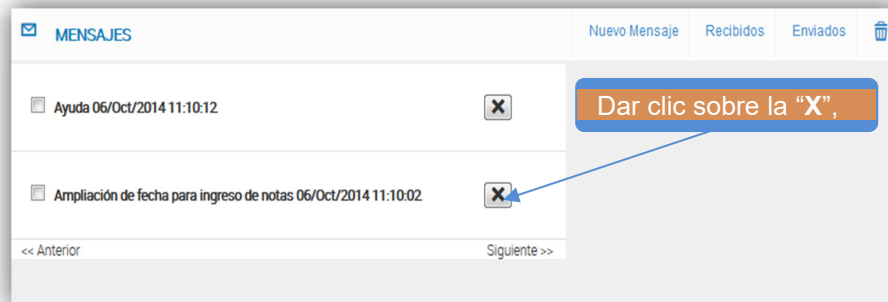 MENSAJES
Nuevo Mensaje Recibidos Enviados
Ayuda 06/Oct/2014 11:10:12
Dar clic sobre la “X”,
Ampliación de fecha para ingreso de notas 06/Oct/2014 11:10:02
<< Anterior Siguiente >>